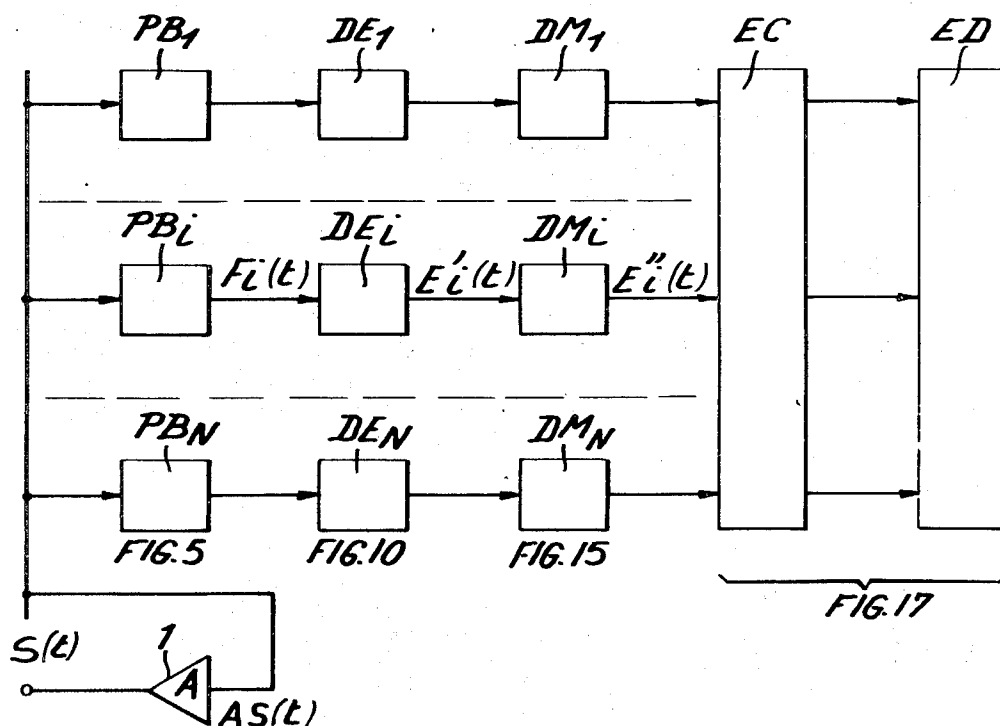 PB1 DE1 DM1 EC ED
PBi DEi DMi
Fi(t) E'i(t) E"i(t)
PBN DEN DMN
FIG.5 FIG.10 FIG.15
FIG.17
S(t)
1
A
AS(t)